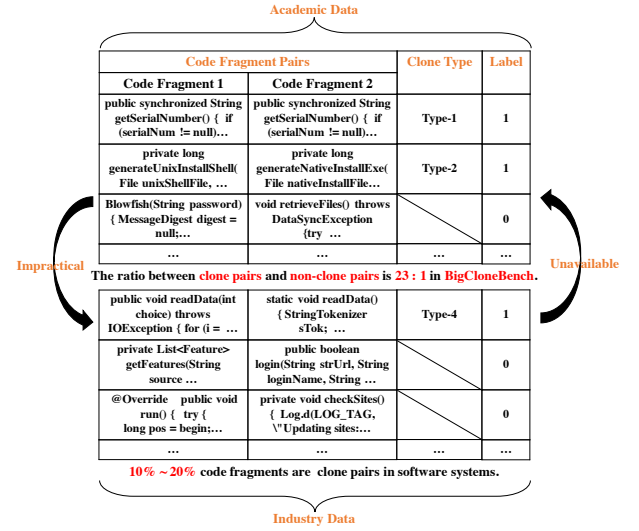 Academic Data
Code Fragment Pairs
Clone Type
Label
Code Fragment 1
Code Fragment 2
public synchronized String
getSerialNumber() { if
(serialNum != null)…
public synchronized String
getSerialNumber() { if
(serialNum != null)…
Type-1
1
private long
generateUnixInstallShell(
File unixShellFile, …
private long
generateNativeInstallExe(
File nativeInstallFile…
Type-2
1
Blowfish(String password)
{ MessageDigest digest =
null;…
void retrieveFiles() throws
DataSyncException
{try …
0
…
…
…
…
Impractical
Unavailable
The ratio between clone pairs and non-clone pairs is 23 : 1 in BigCloneBench.
public void readData(int
choice) throws
IOException { for (i = …
static void readData()
{ StringTokenizer
sTok; …
Type-4
1
private List<Feature>
getFeatures(String
source …
public boolean
login(String strUrl, String
loginName, String …
0
@Override public void
run() { try {
long pos = begin;…
private void checkSites()
{ Log.d(LOG_TAG,
\"Updating sites:…
0
…
…
…
…
10% ~ 20% code fragments are clone pairs in software systems.
Industry Data